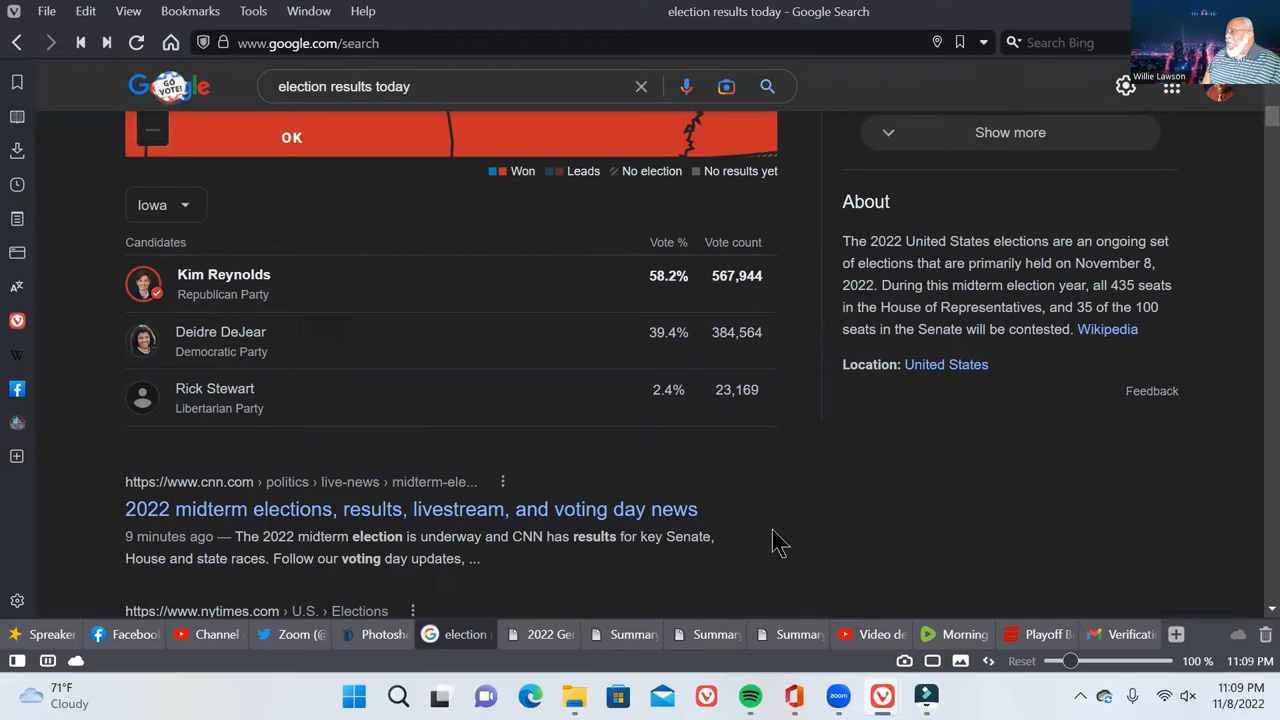 File Edit View Bookmarks Tools Window Help
election results today - Google Search
www.google.com/search
Search Bing
Willie Lawson
Google
GO VOTE!
election results today
OK
Won Leads No election No results yet
Show more
Iowa
About
Candidates Vote % Vote count
Kim Reynolds 58.2% 567,944
Republican Party
Deidre DeJear 39.4% 384,564
Democratic Party
Rick Stewart 2.4% 23,169
Libertarian Party
The 2022 United States elections are an ongoing set
of elections that are primarily held on November 8,
2022. During this midterm election year, all 435 seats
in the House of Representatives, and 35 of the 100
seats in the Senate will be contested. Wikipedia
Location: United States
Feedback
https://www.cnn.com › politics › live-news › midterm-ele...
2022 midterm elections, results, livestream, and voting day news
9 minutes ago — The 2022 midterm election is underway and CNN has results for key Senate,
House and state races. Follow our voting day updates, ...
https://www.nytimes.com › U.S. › Elections
Spreaker Facebool Channel Zoom (@ Photosh election 2022 Ger Summary Summary Summary Video de Morning Playoff B Verificati
Reset 100 % 11:09 PM
71°F
Cloudy
11:09 PM
11/8/2022